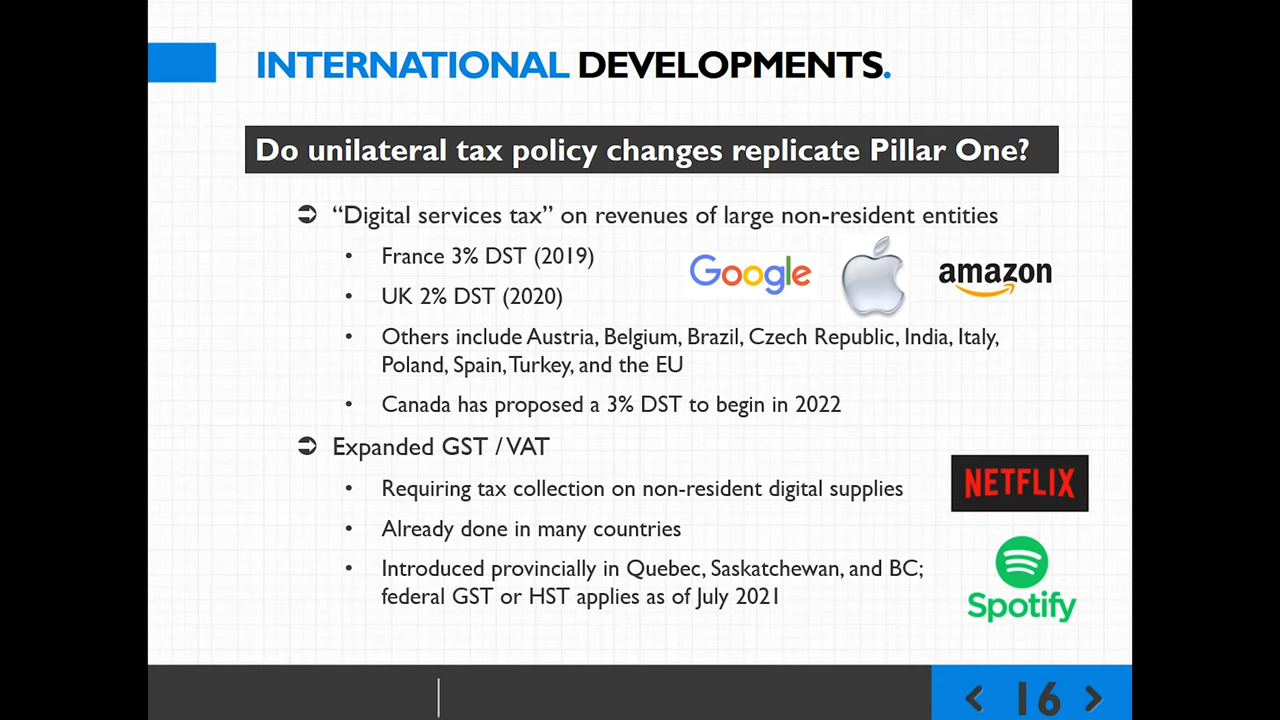 INTERNATIONAL DEVELOPMENTS.
Do unilateral tax policy changes replicate Pillar One?
➲ “Digital services tax” on revenues of large non-resident entities
• France 3% DST (2019)
Google
amazon
• UK 2% DST (2020)
• Others include Austria, Belgium, Brazil, Czech Republic, India, Italy,
Poland, Spain, Turkey, and the EU
• Canada has proposed a 3% DST to begin in 2022
➲ Expanded GST / VAT
• Requiring tax collection on non-resident digital supplies
NETFLIX
• Already done in many countries
• Introduced provincially in Quebec, Saskatchewan, and BC;
federal GST or HST applies as of July 2021
Spotify
< 16 >